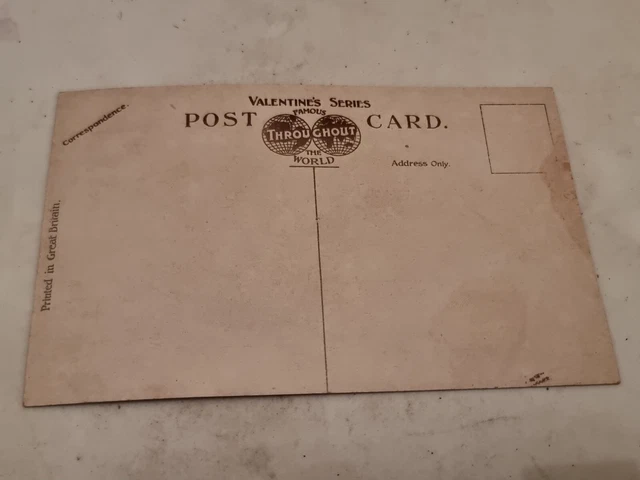 VALENTINE'S SERIES
FAMOUS
POST CARD.
THROUGHOUT
THE
WORLD
Correspondence.
Address Only.
Printed in Great Britain.